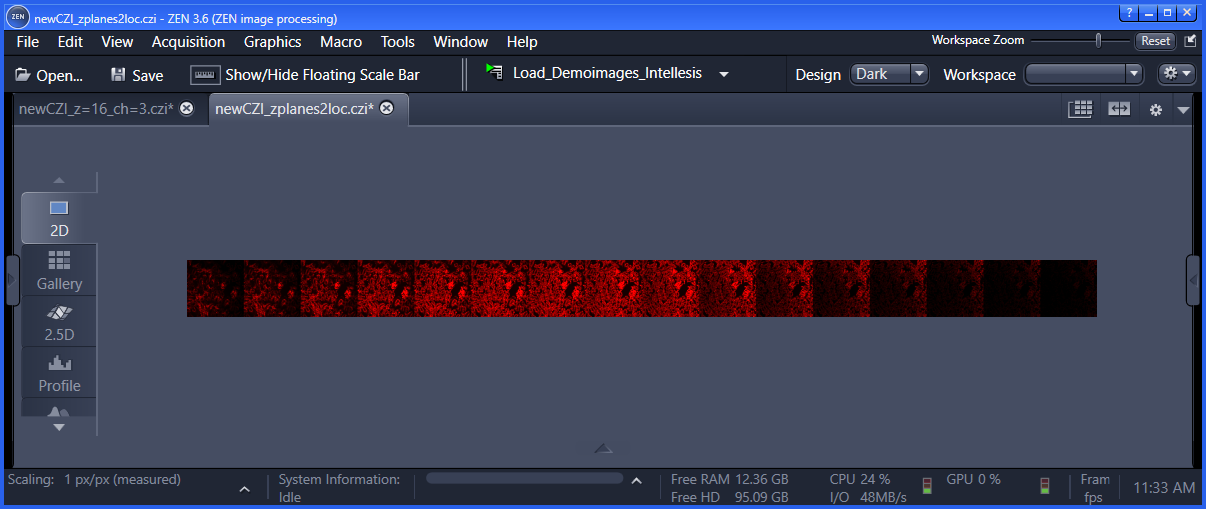 ZEN newCZI_zplanes2loc.czi - ZEN 3.6 (ZEN image processing) ?
File Edit View Acquisition Graphics Macro Tools Window Help Workspace Zoom Reset
Open... Save Show/Hide Floating Scale Bar Load_Demoimages_Intellesis Design Dark Workspace
newCZI_z=16_ch=3.czi* newCZI_zplanes2loc.czi*
2D
Gallery
2.5D
Profile
Scaling: 1 px/px (measured) System Information: Free RAM 12.36 GB CPU 24 % GPU 0 % Fram
Idle Free HD 95.09 GB I/O 48MB/s fps 11:33 AM